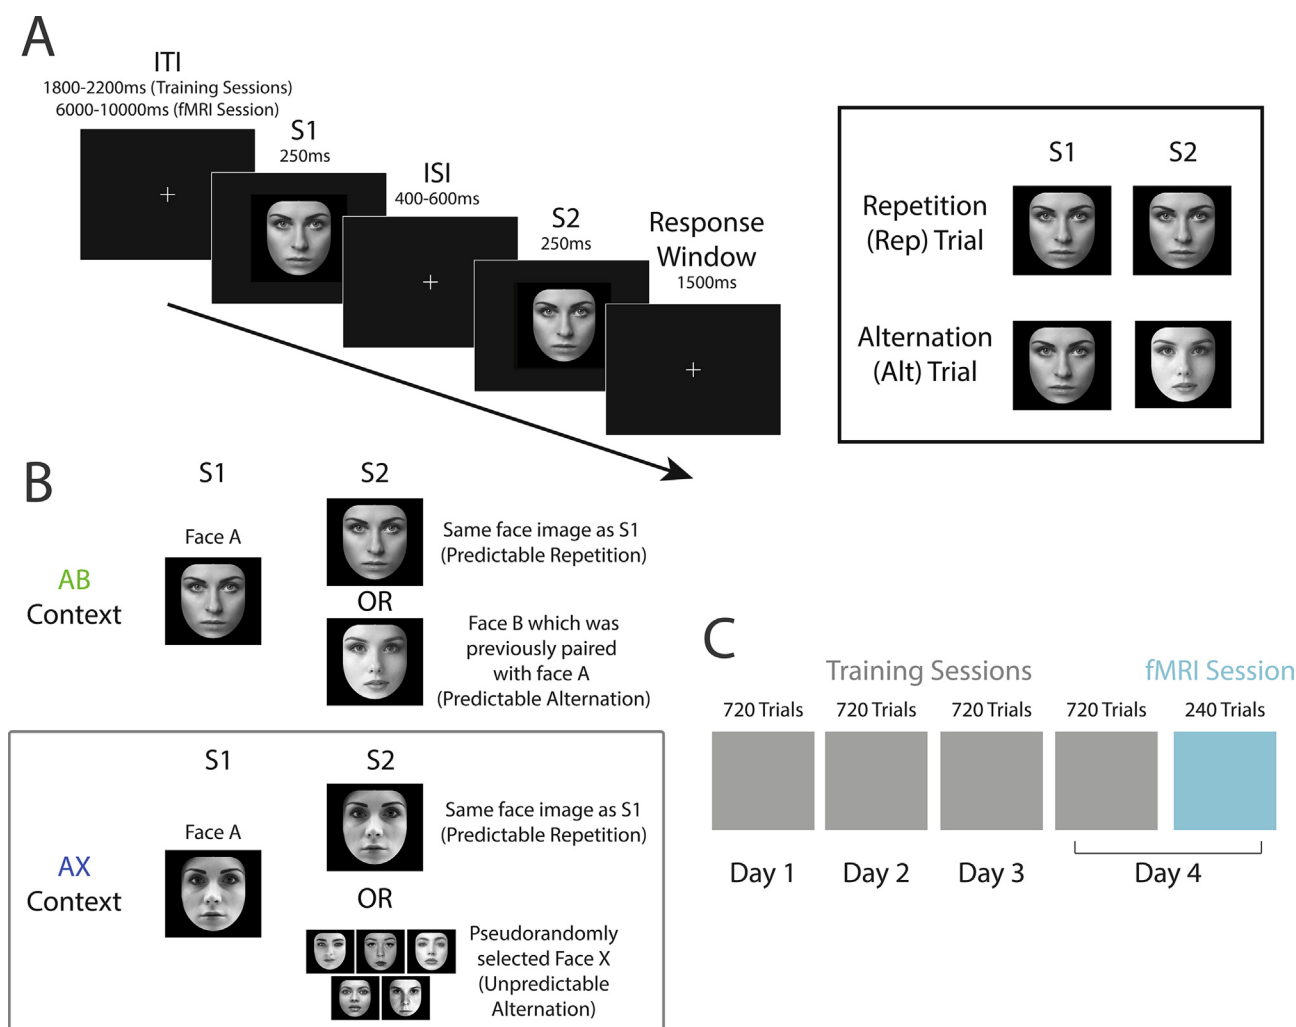 A
ITI
1800-2200ms (Training Sessions)
6000-10000ms (fMRI Session)
S1
250ms
ISI
400-600ms
S2
250ms
Response
Window
1500ms
S1 S2
Repetition
(Rep) Trial
Alternation
(Alt) Trial
B
S1 S2
Face A
AB
Context
Same face image as S1
(Predictable Repetition)
OR
Face B which was
previously paired
with face A
(Predictable Alternation)
S1 S2
Face A
AX
Context
Same face image as S1
(Predictable Repetition)
OR
Pseudorandomly
selected Face X
(Unpredictable
Alternation)
C
Training Sessions fMRI Session
720 Trials 720 Trials 720 Trials 720 Trials 240 Trials
Day 1 Day 2 Day 3 Day 4